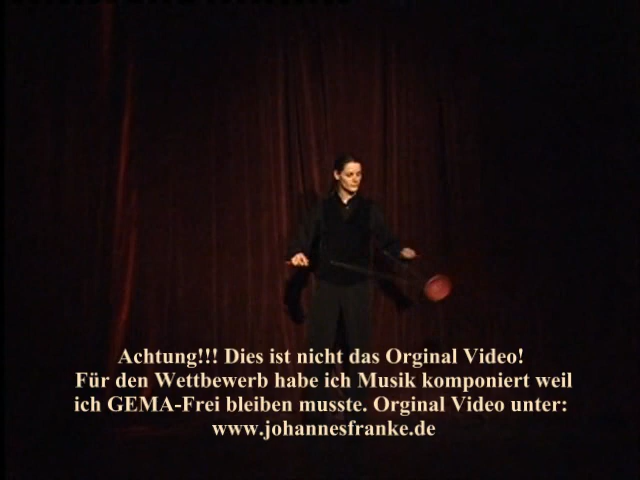 Achtung!!! Dies ist nicht das Orginal Video!
Für den Wettbewerb habe ich Musik komponiert weil
ich GEMA-Frei bleiben musste. Orginal Video unter:
www.johannesfranke.de